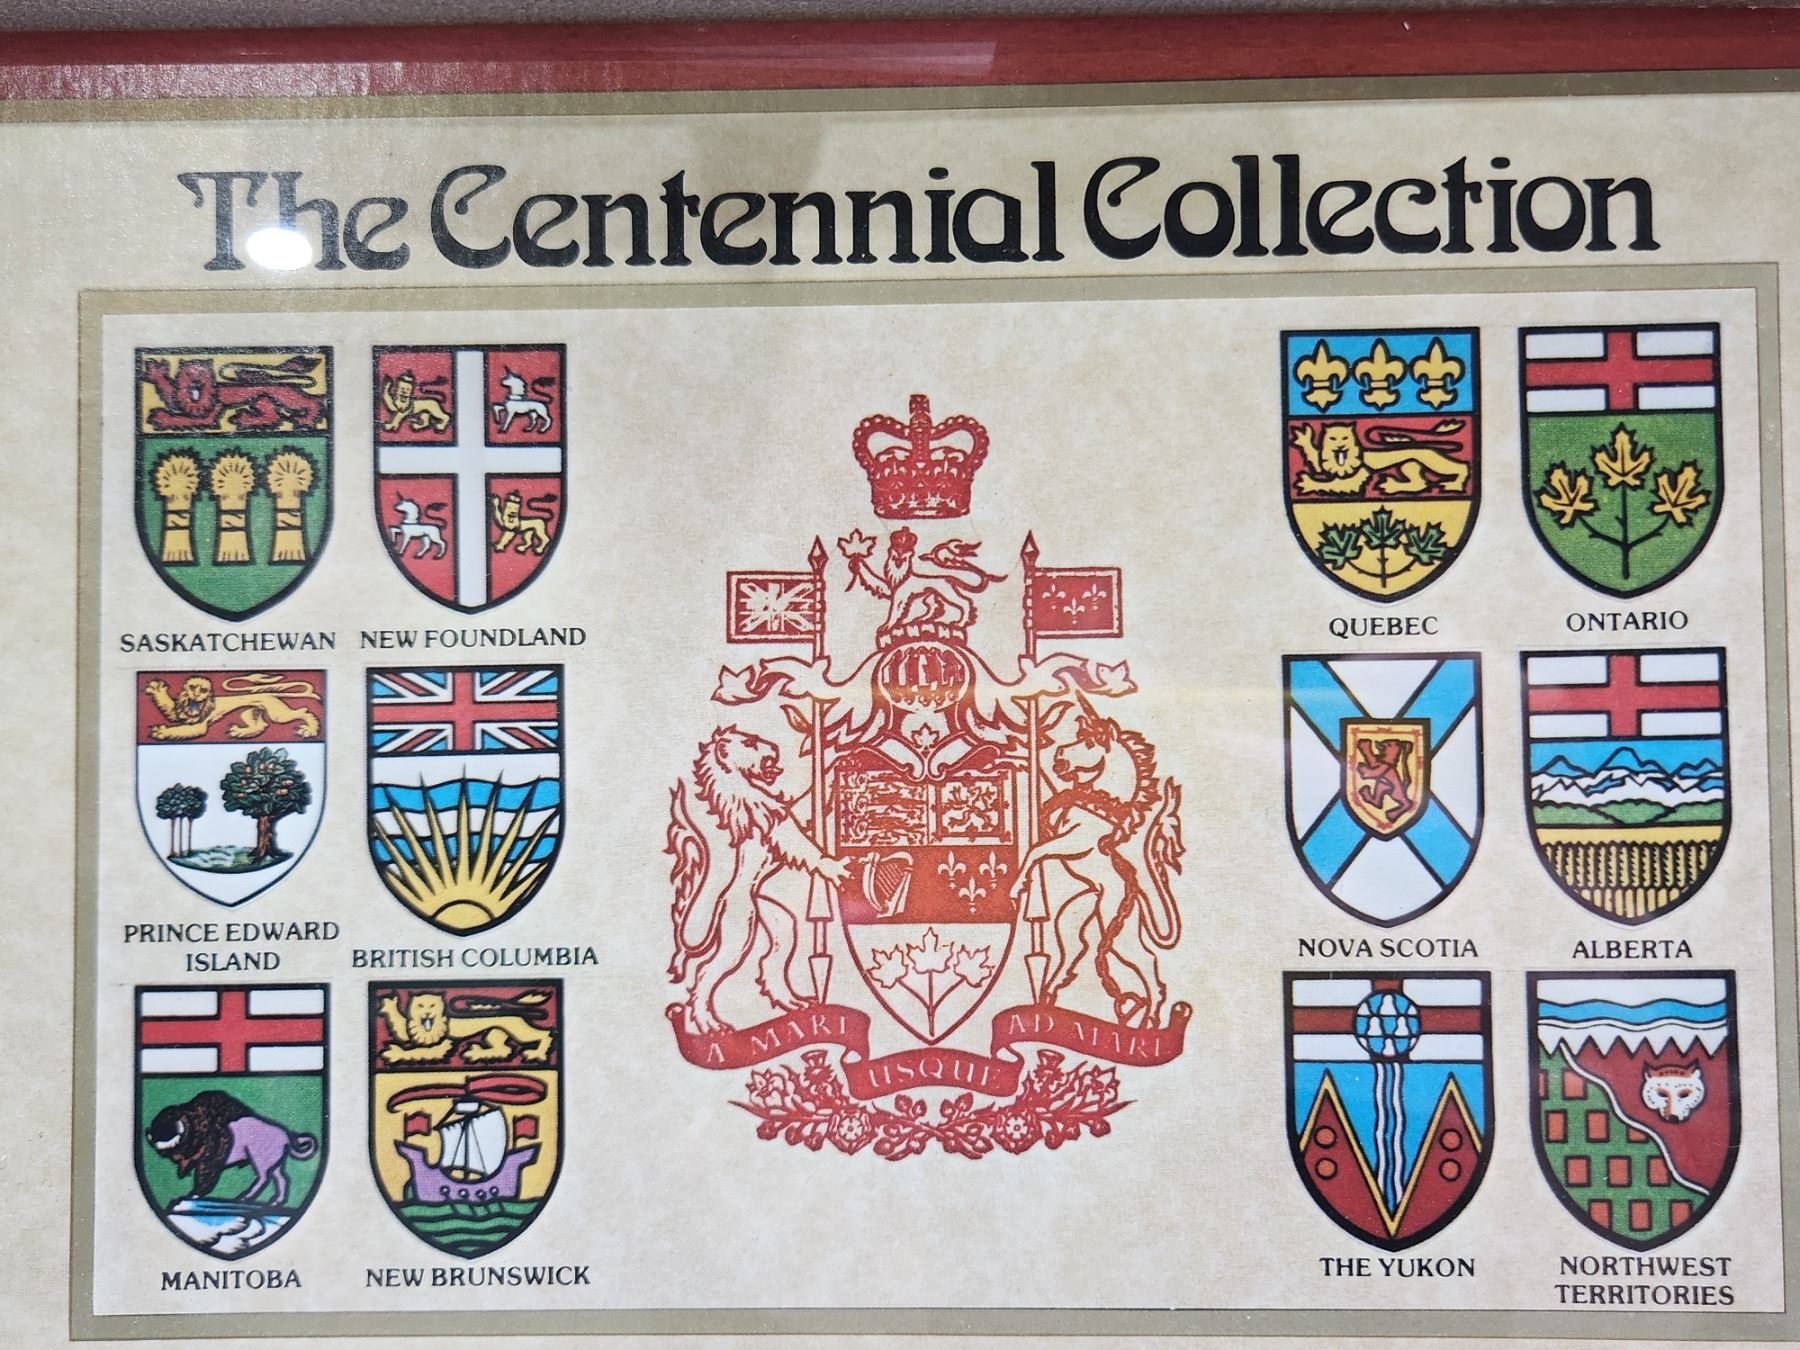 The Centennial Collection
SASKATCHEWAN
NEW FOUNDLAND
QUEBEC
ONTARIO
PRINCE EDWARD
ISLAND
BRITISH COLUMBIA
NOVA SCOTIA
ALBERTA
A MARI
USQUE
AD MARE
MANITOBA
NEW BRUNSWICK
THE YUKON
NORTHWEST
TERRITORIES